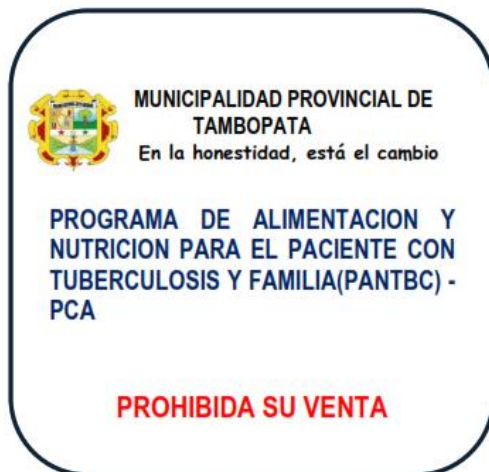 MUNICIPALIDAD PROVINCIAL DE
TAMBOPATA
En la honestidad, está el cambio
PROGRAMA DE ALIMENTACION Y
NUTRICION PARA EL PACIENTE CON
TUBERCULOSIS Y FAMILIA(PANTBC) -
PCA
PROHIBIDA SU VENTA